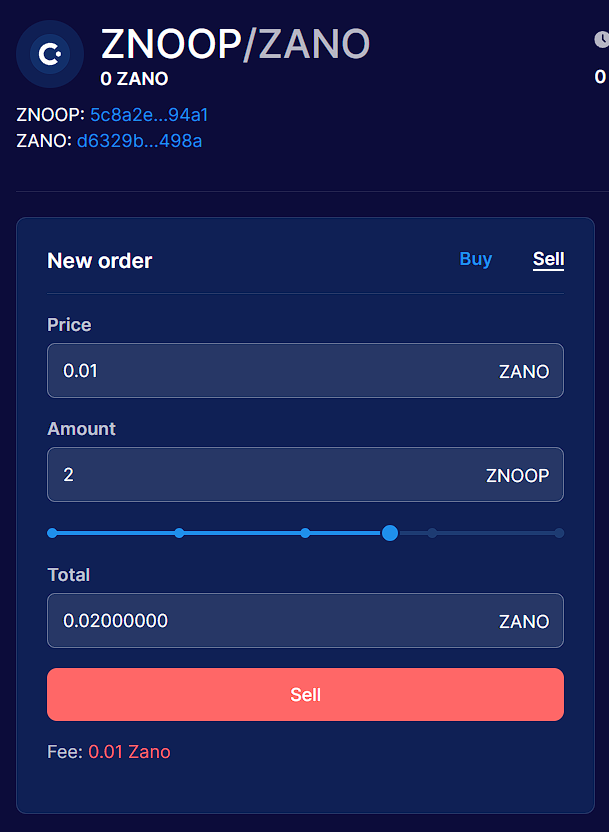 ZNOOP/ZANO
0 ZANO
0
ZNOOP: 5c8a2e...94a1
ZANO: d6329b...498a
New order
Buy
Sell
Price
0.01 ZANO
Amount
2 ZNOOP
Total
0.02000000 ZANO
Sell
Fee: 0.01 Zano